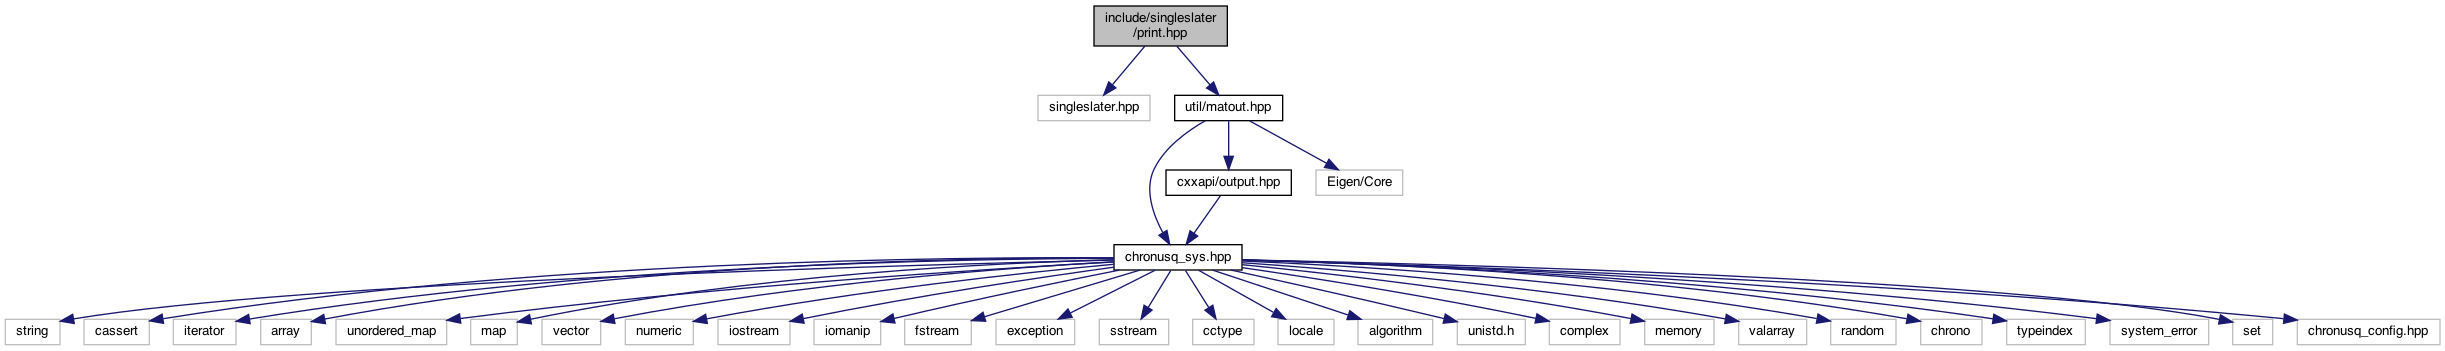 include/singleslater
/print.hpp
singleslater.hpp
util/matout.hpp
cxxapi/output.hpp
Eigen/Core
chronusq_sys.hpp
string
cassert
iterator
array
unordered_map
map
vector
numeric
iostream
iomanip
fstream
exception
sstream
cctype
locale
algorithm
unistd.h
complex
memory
valarray
random
chrono
typeindex
system_error
set
chronusq_config.hpp